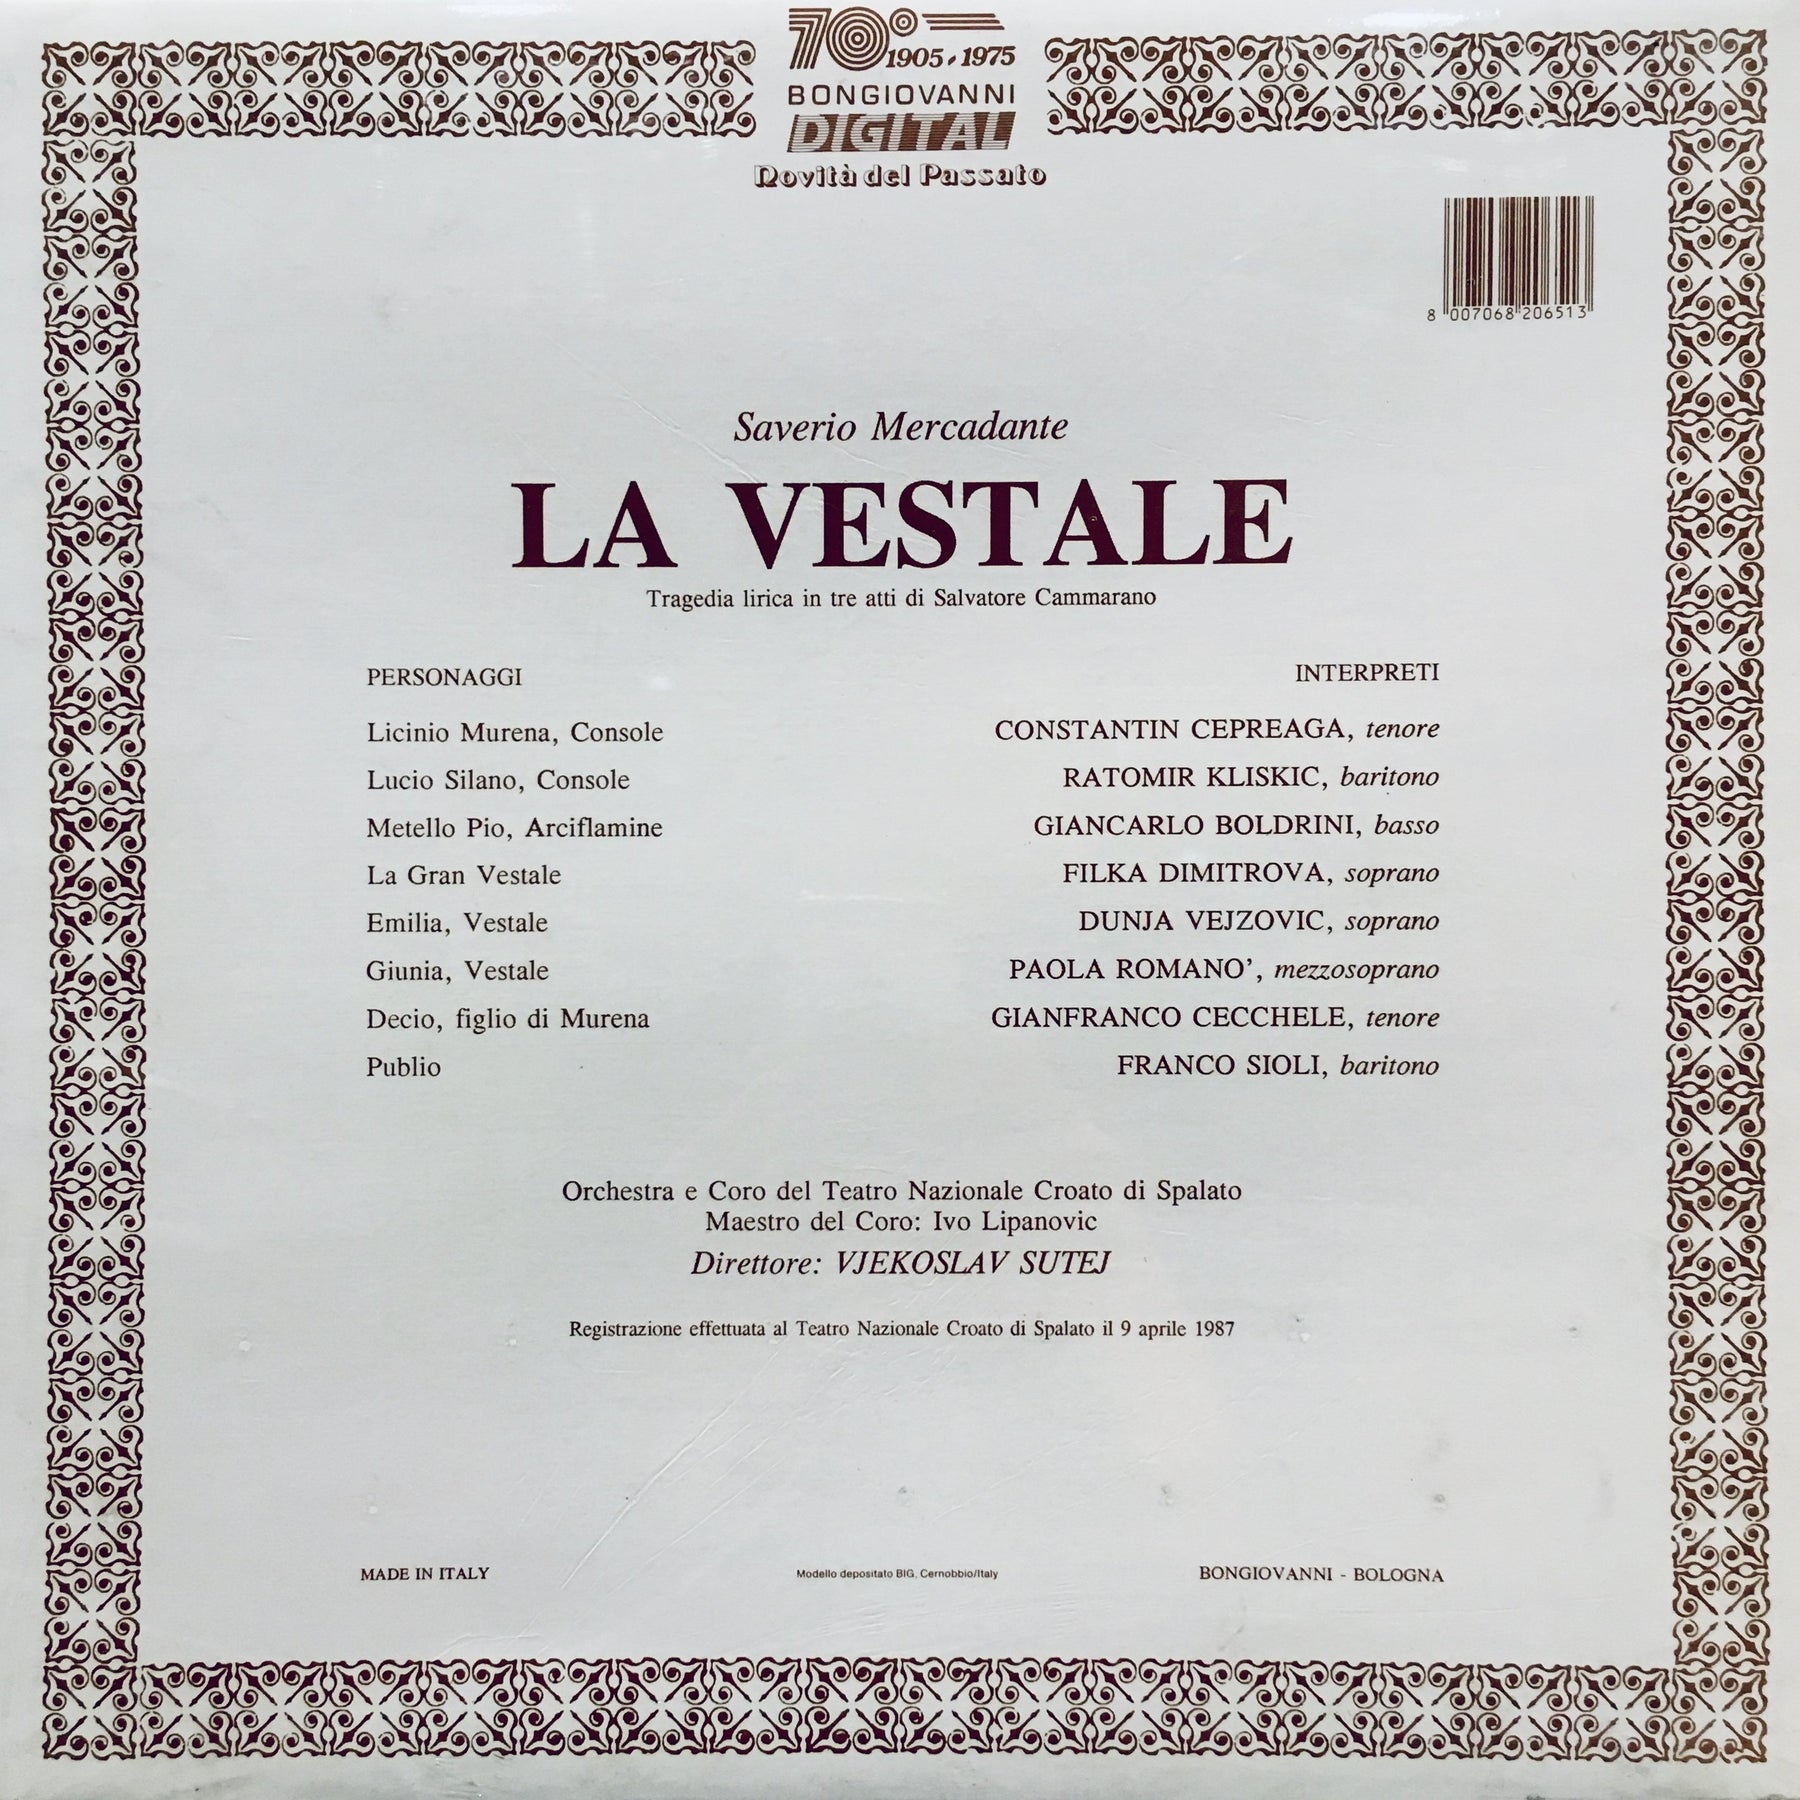 70° 1905-1975
BONGIOVANNI
DIGITAL
Novità del Passato
8 007068 206513
Saverio Mercadante
LA VESTALE
Tragedia lirica in tre atti di Salvatore Cammarano
PERSONAGGI INTERPRETI
Licinio Murena, Console CONSTANTIN CEPREAGA, tenore
Lucio Silano, Console RATOMIR KLISKIC, baritono
Metello Pio, Arciflamine GIANCARLO BOLDRINI, basso
La Gran Vestale FILKA DIMITROVA, soprano
Emilia, Vestale DUNJA VEJZOVIC, soprano
Giunia, Vestale PAOLA ROMANO’, mezzosoprano
Decio, figlio di Murena GIANFRANCO CECCHELE, tenore
Publio FRANCO SIOLI, baritono
Orchestra e Coro del Teatro Nazionale Croato di Spalato
Maestro del Coro: Ivo Lipanovic
Direttore: VJEKOSLAV SUTEJ
Registrazione effettuata al Teatro Nazionale Croato di Spalato il 9 aprile 1987
MADE IN ITALY Modello depositato BIG, Cernobbio/Italy BONGIOVANNI - BOLOGNA